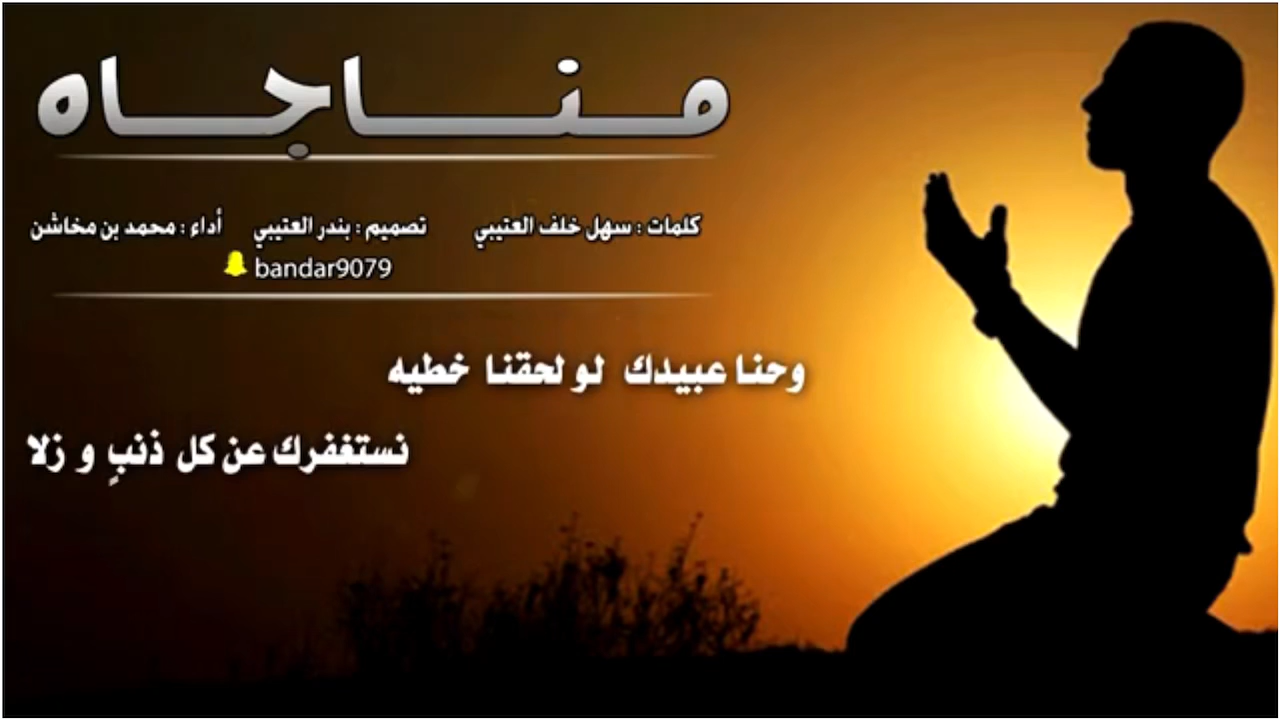 منـاجـاه
كلمات : سهل خلف العتيبي تصميم : بندر العتيبي أداء : محمد بن مخاشن
bandar9079
وحنا عبيدك لو لحقنا خطيه
نستغفرك عن كل ذنبٍ و زلا